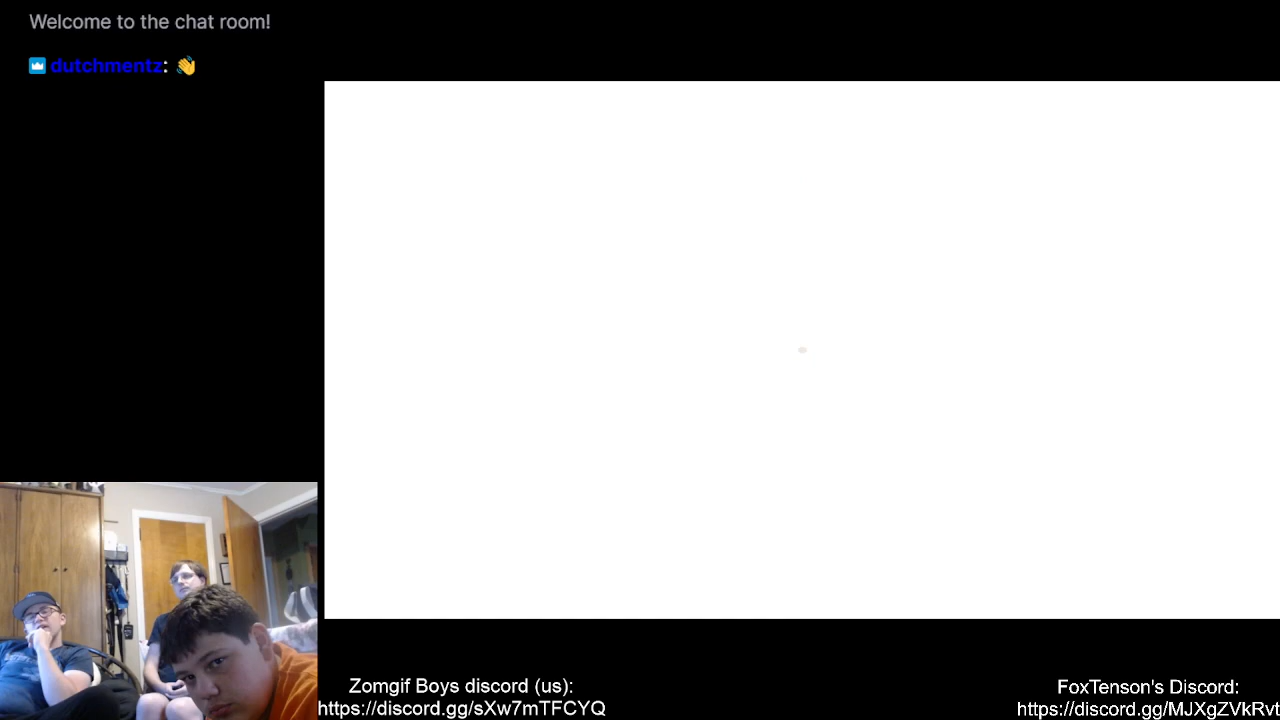 Welcome to the chat room!
dutchmentz: 👋
Zomgif Boys discord (us):
https://discord.gg/sXw7mTFCYQ
FoxTenson's Discord:
https://discord.gg/MJXgZVkRvt